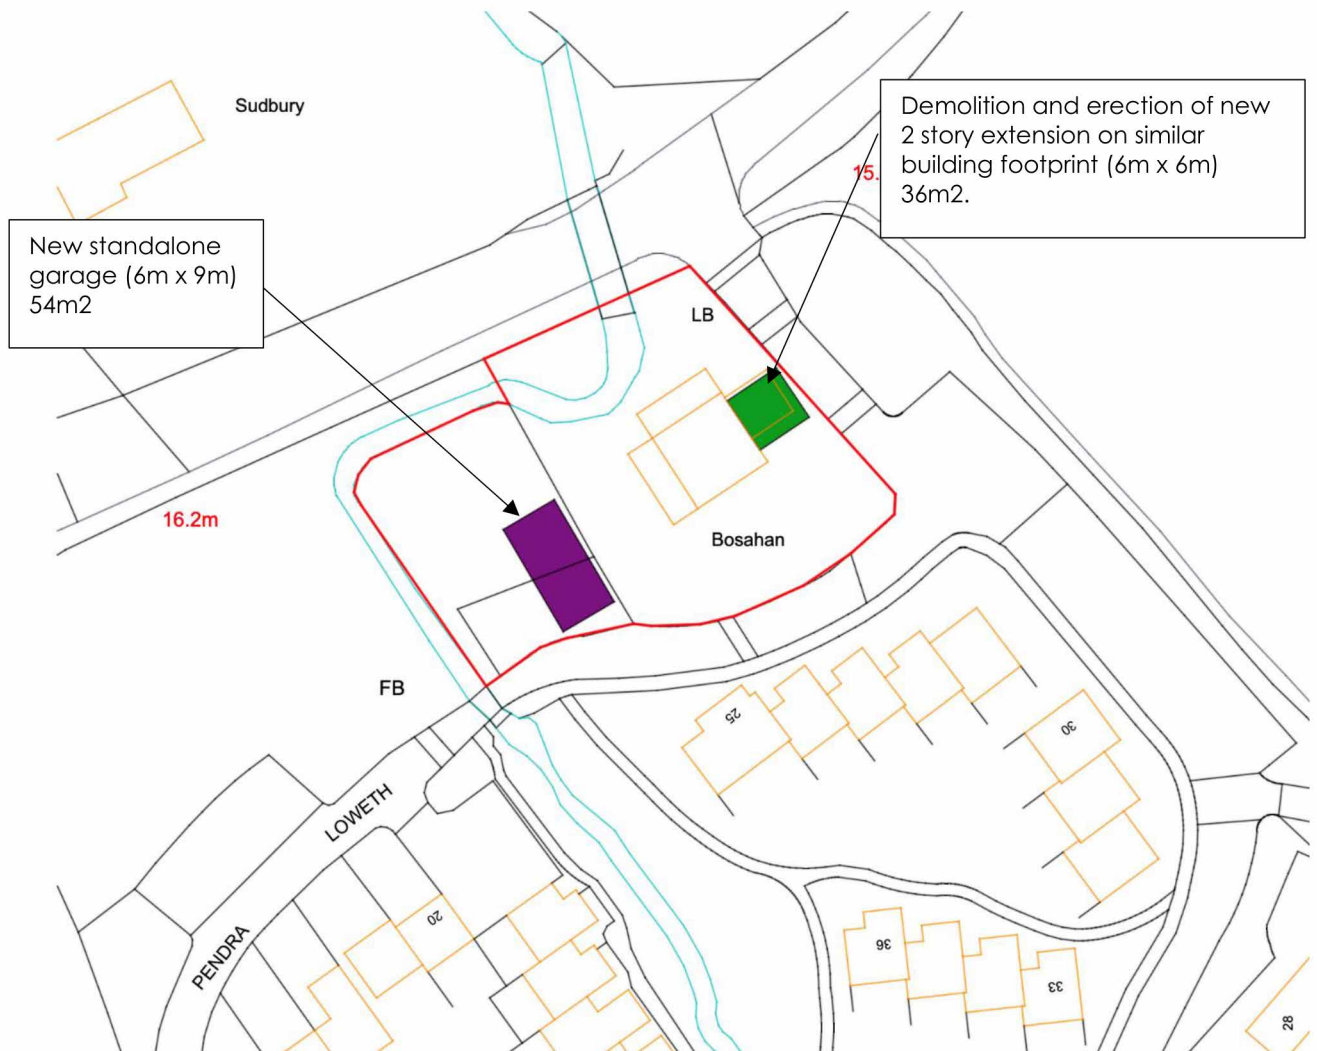 Sudbury
Demolition and erection of new
2 story extension on similar
building footprint (6m x 6m)
36m2.
15.
New standalone
garage (6m x 9m)
54m2
LB
16.2m
Bosahan
FB
25
30
LOWETH
PENDRA
20
36
33
28